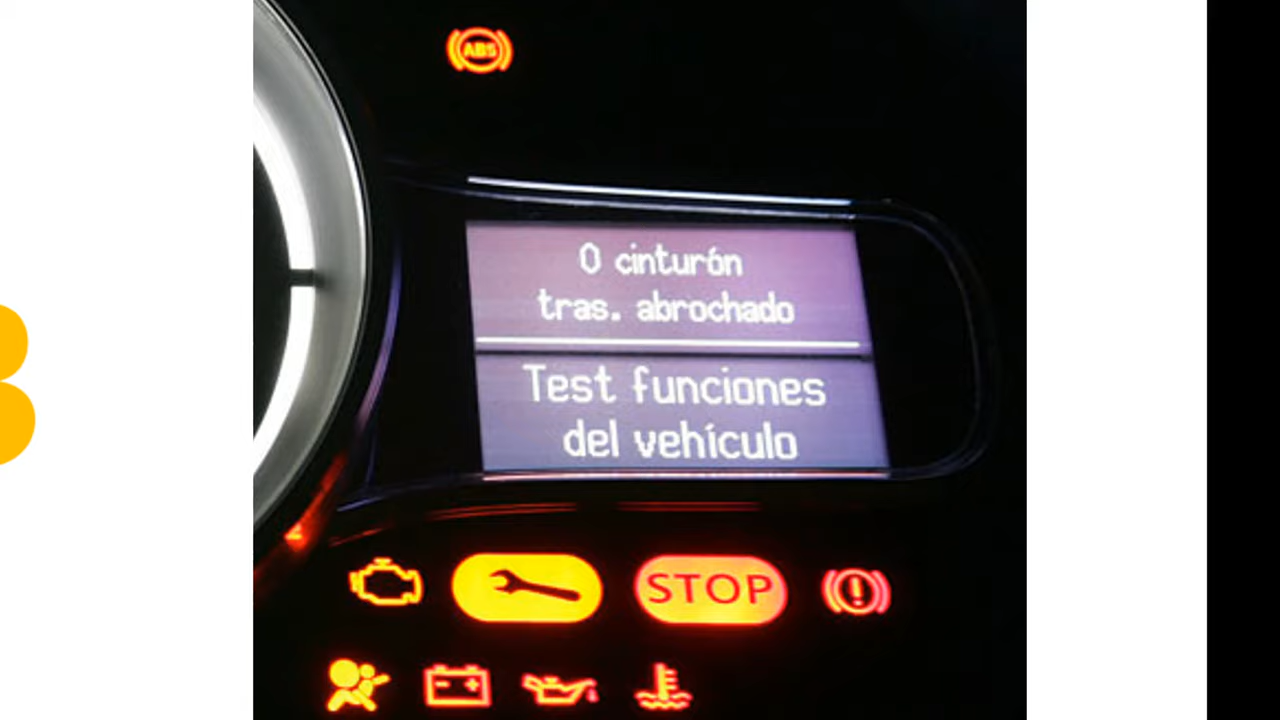 ABS
0 cinturón
tras. abrochado
Test funciones
del vehículo
STOP